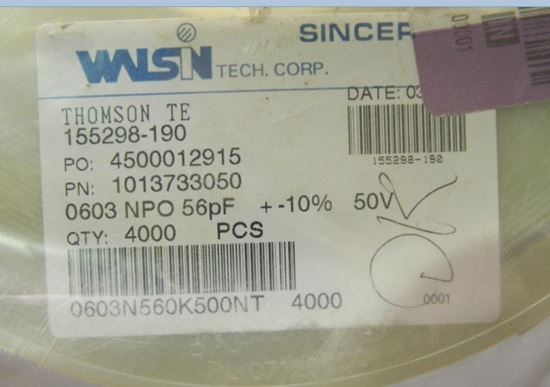 WALSIN TECH. CORP.
THOMSON TE
155298-190
DATE: 03
155298-190
PO: 4500012915
PN: 1013733050
0603 NPO 56pF +-10% 50V
QTY: 4000 PCS
OK
0603N560K500NT 4000
0001